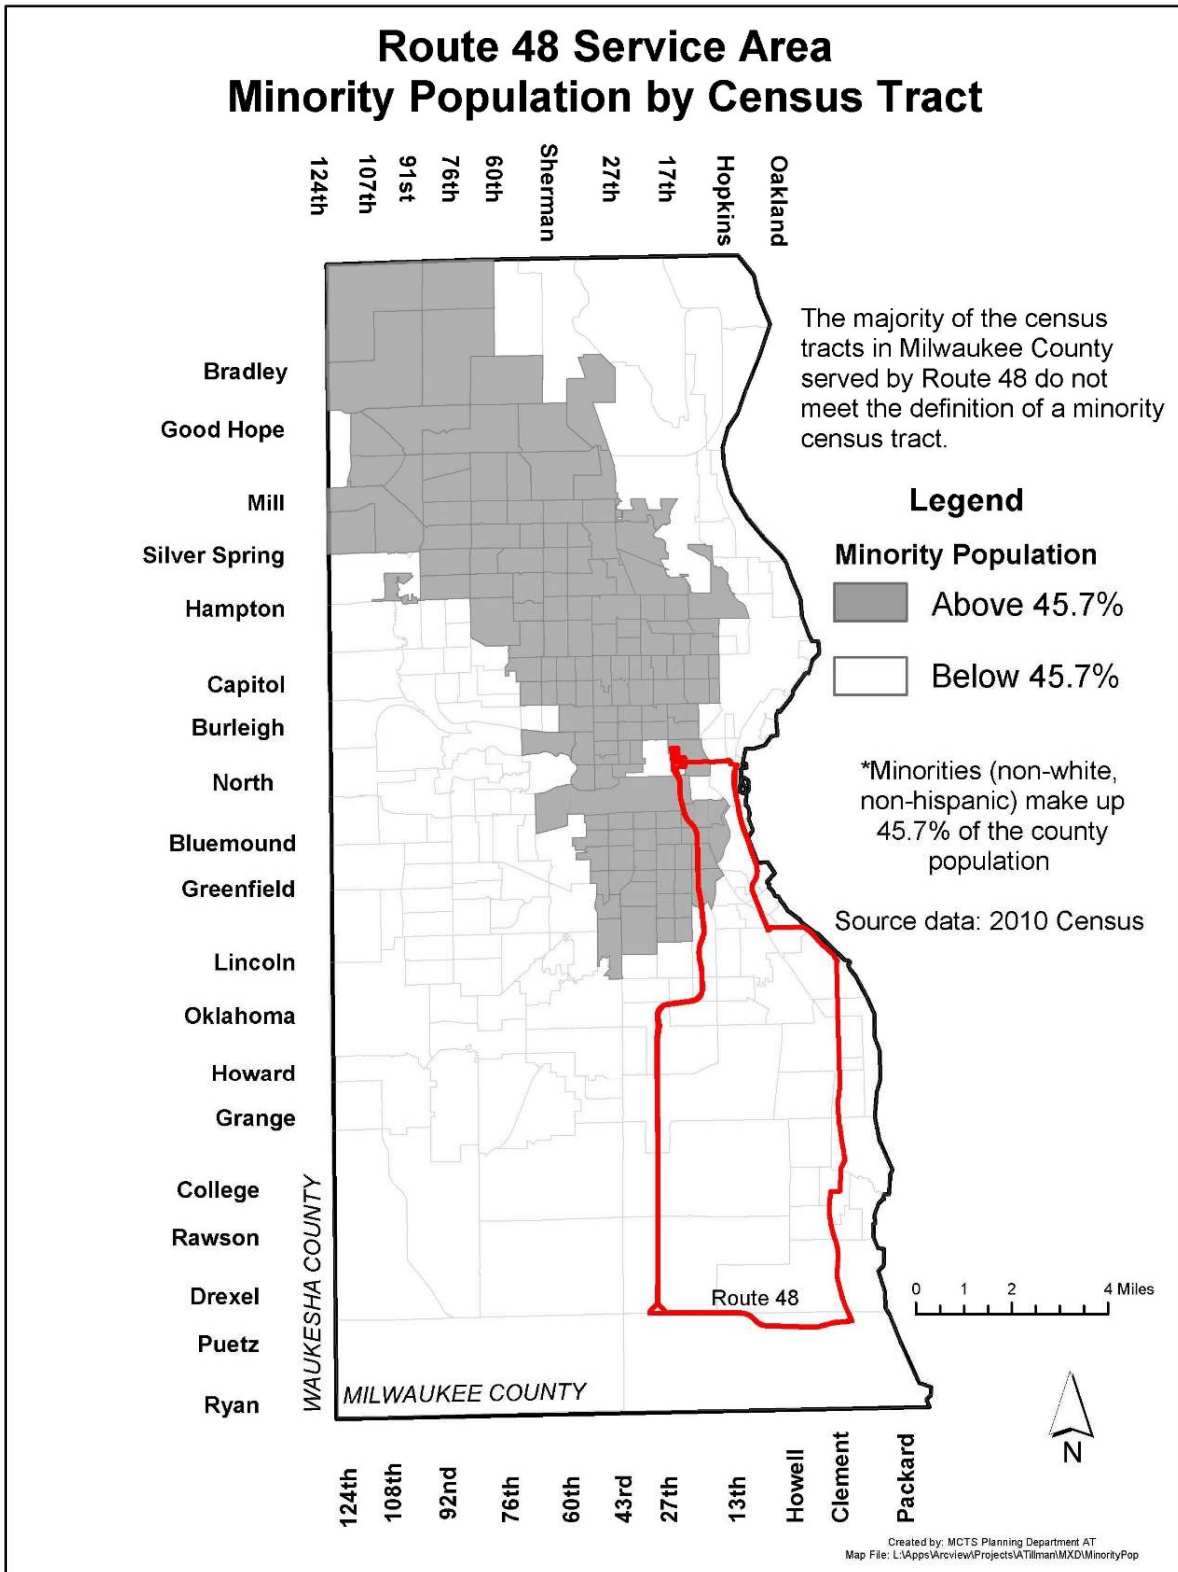 Route 48 Service Area
Minority Population by Census Tract
124th
107th
91st
76th
60th
Sherman
27th
17th
Hopkins
Oakland
The majority of the census
tracts in Milwaukee County
served by Route 48 do not
meet the definition of a minority
census tract.
Legend
Minority Population
Above 45.7%
Below 45.7%
*Minorities (non-white,
non-hispanic) make up
45.7% of the county
population
Source data: 2010 Census
Bradley
Good Hope
Mill
Silver Spring
Hampton
Capitol
Burleigh
North
Bluemound
Greenfield
Lincoln
Oklahoma
Howard
Grange
College
Rawson
Drexel
Puetz
Ryan
WAUKESHA COUNTY
MILWAUKEE COUNTY
Route 48
0 1 2 4 Miles
N
124th
108th
92nd
76th
60th
43rd
27th
13th
Howell
Clement
Packard
Created by: MCTS Planning Department AT
Map File: L:\Apps\Arcview\Projects\ATillman\MXD\MinorityPop